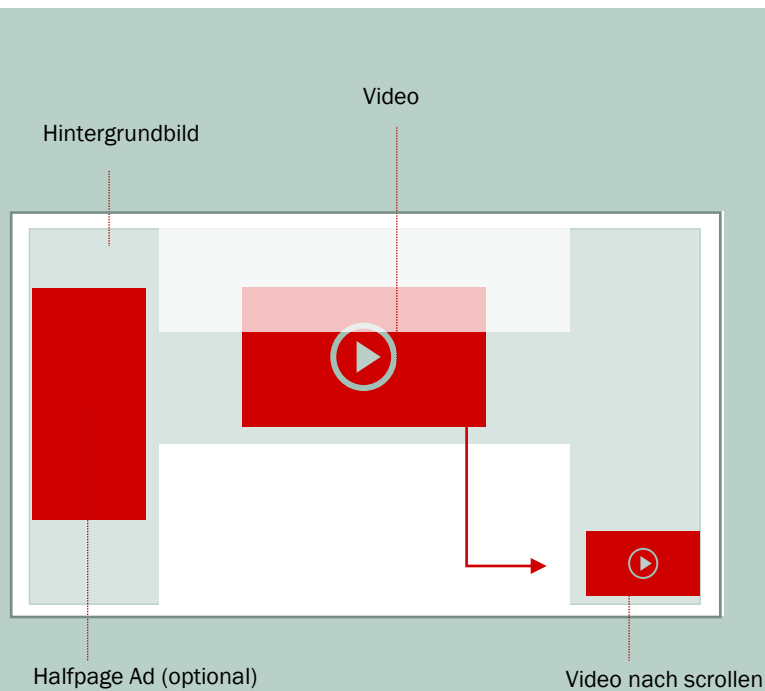 Video
Hintergrundbild
Halfpage Ad (optional)
Video nach scrollen